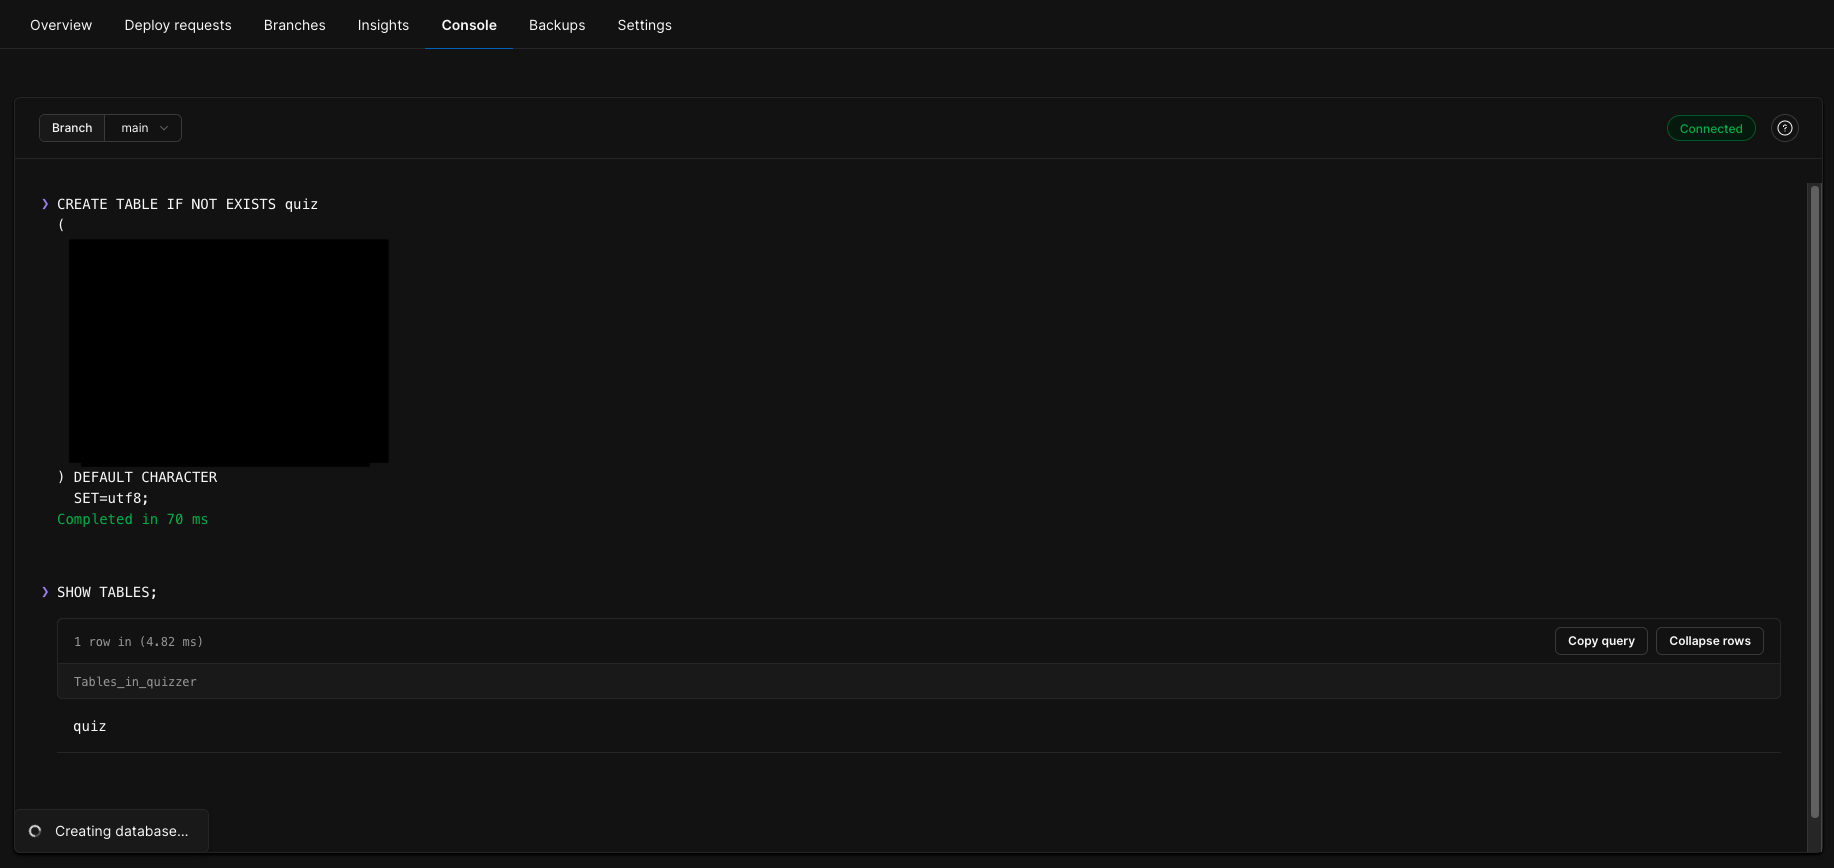 Overview Deploy requests Branches Insights Console Backups Settings
Branch main Connected
❯ CREATE TABLE IF NOT EXISTS quiz
(
) DEFAULT CHARACTER
SET=utf8;
Completed in 70 ms
❯ SHOW TABLES;
1 row in (4.82 ms) Copy query Collapse rows
Tables_in_quizzer
quiz
Creating database...